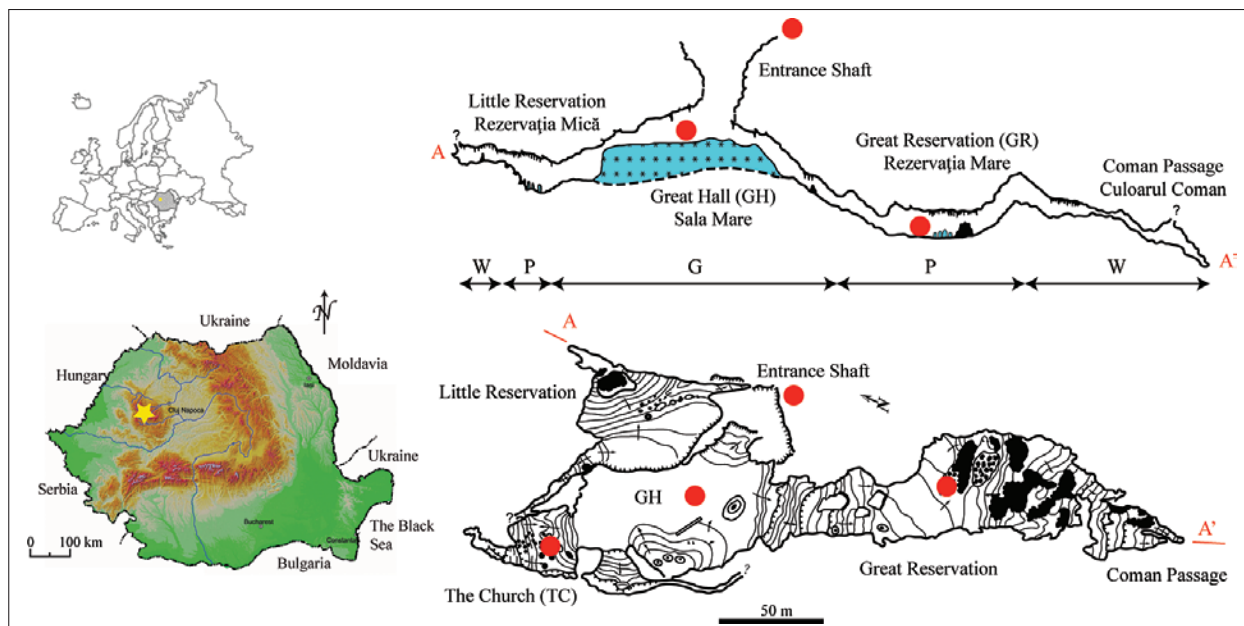 Entrance Shaft
Little Reservation
Rezervaţia Mică
?
A
Great Reservation (GR)
Rezervaţia Mare
Coman Passage
Culoarul Coman
?
Great Hall (GH)
Sala Mare
A'
W
P
G
P
W
N
Ukraine
Moldavia
Hungary
Iaşi
Cluj Napoca
Ukraine
Serbia
Bucharest
Constanta
The Black
Sea
0 100 km
Bulgaria
A
Little Reservation
Entrance Shaft
N
GH
?
?
A'
The Church (TC)
Great Reservation
Coman Passage
50 m